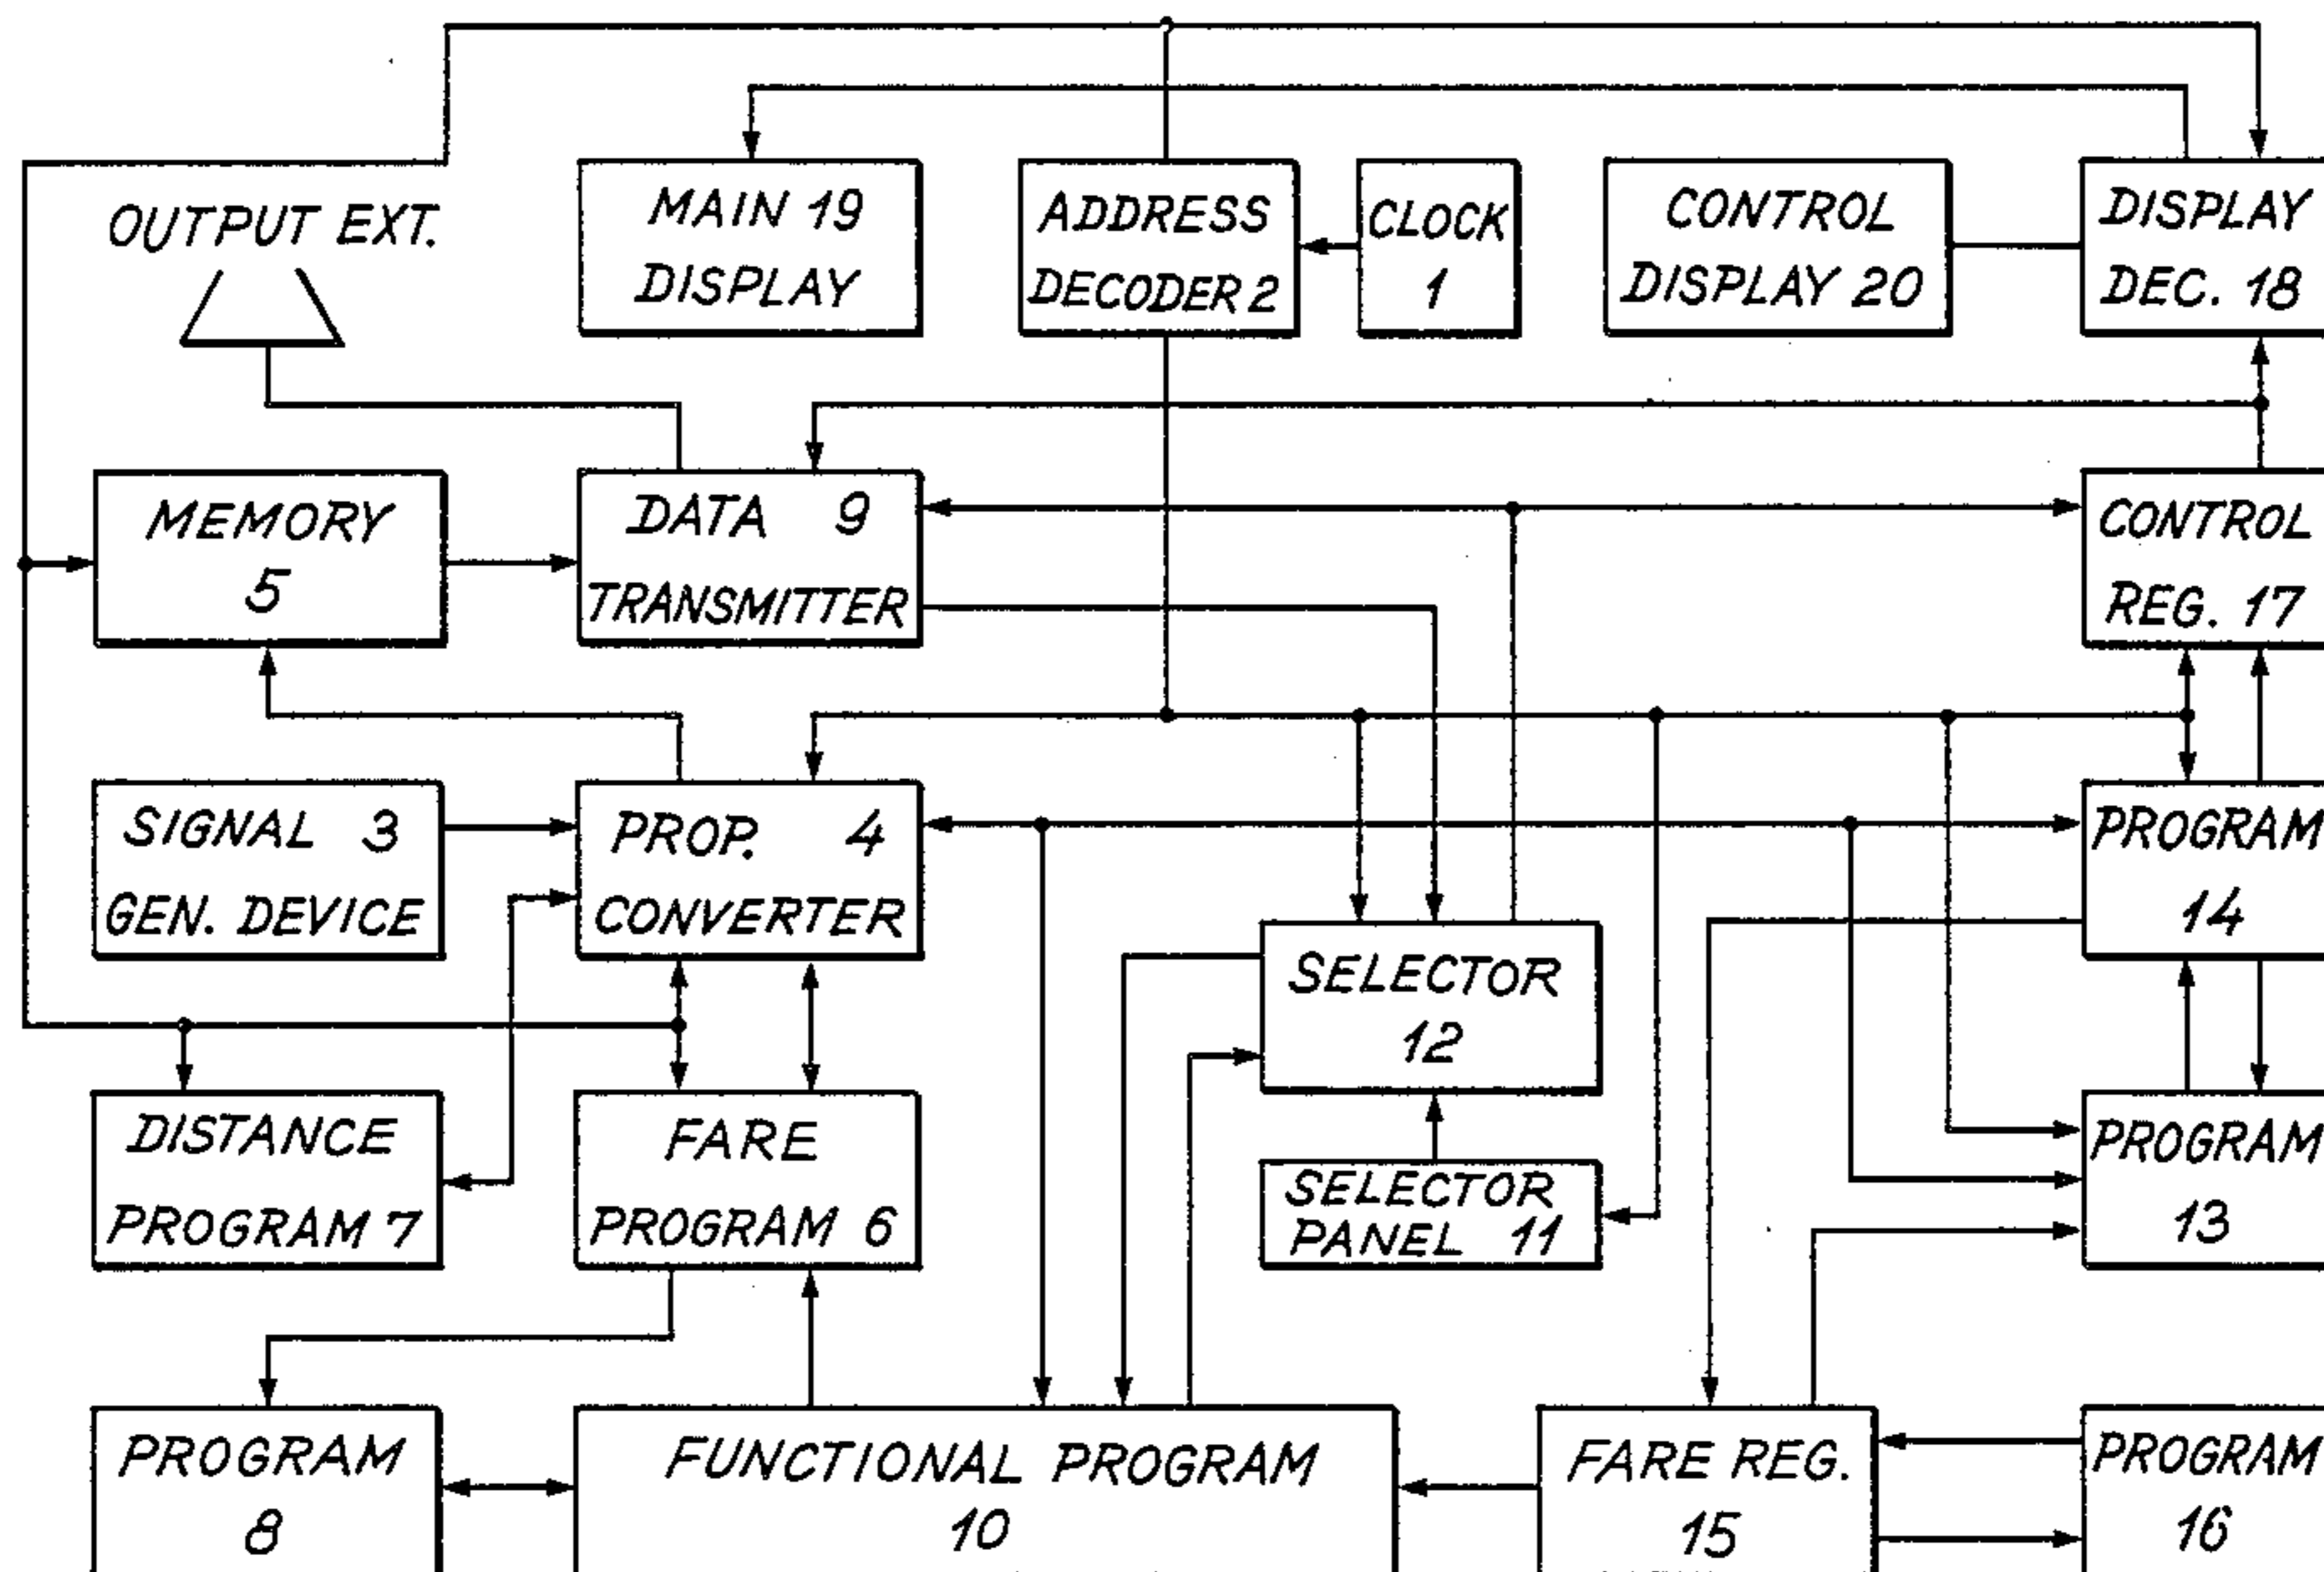 OUTPUT EXT.
MAIN 19
DISPLAY
ADDRESS
DECODER 2
CLOCK
1
CONTROL
DISPLAY 20
DISPLAY
DEC. 18
MEMORY
5
DATA 9
TRANSMITTER
CONTROL
REG. 17
SIGNAL 3
GEN. DEVICE
PROP. 4
CONVERTER
SELECTOR
12
PROGRAM
14
DISTANCE
PROGRAM 7
FARE
PROGRAM 6
SELECTOR
PANEL 11
PROGRAM
13
PROGRAM
8
FUNCTIONAL PROGRAM
10
FARE REG.
15
PROGRAM
16